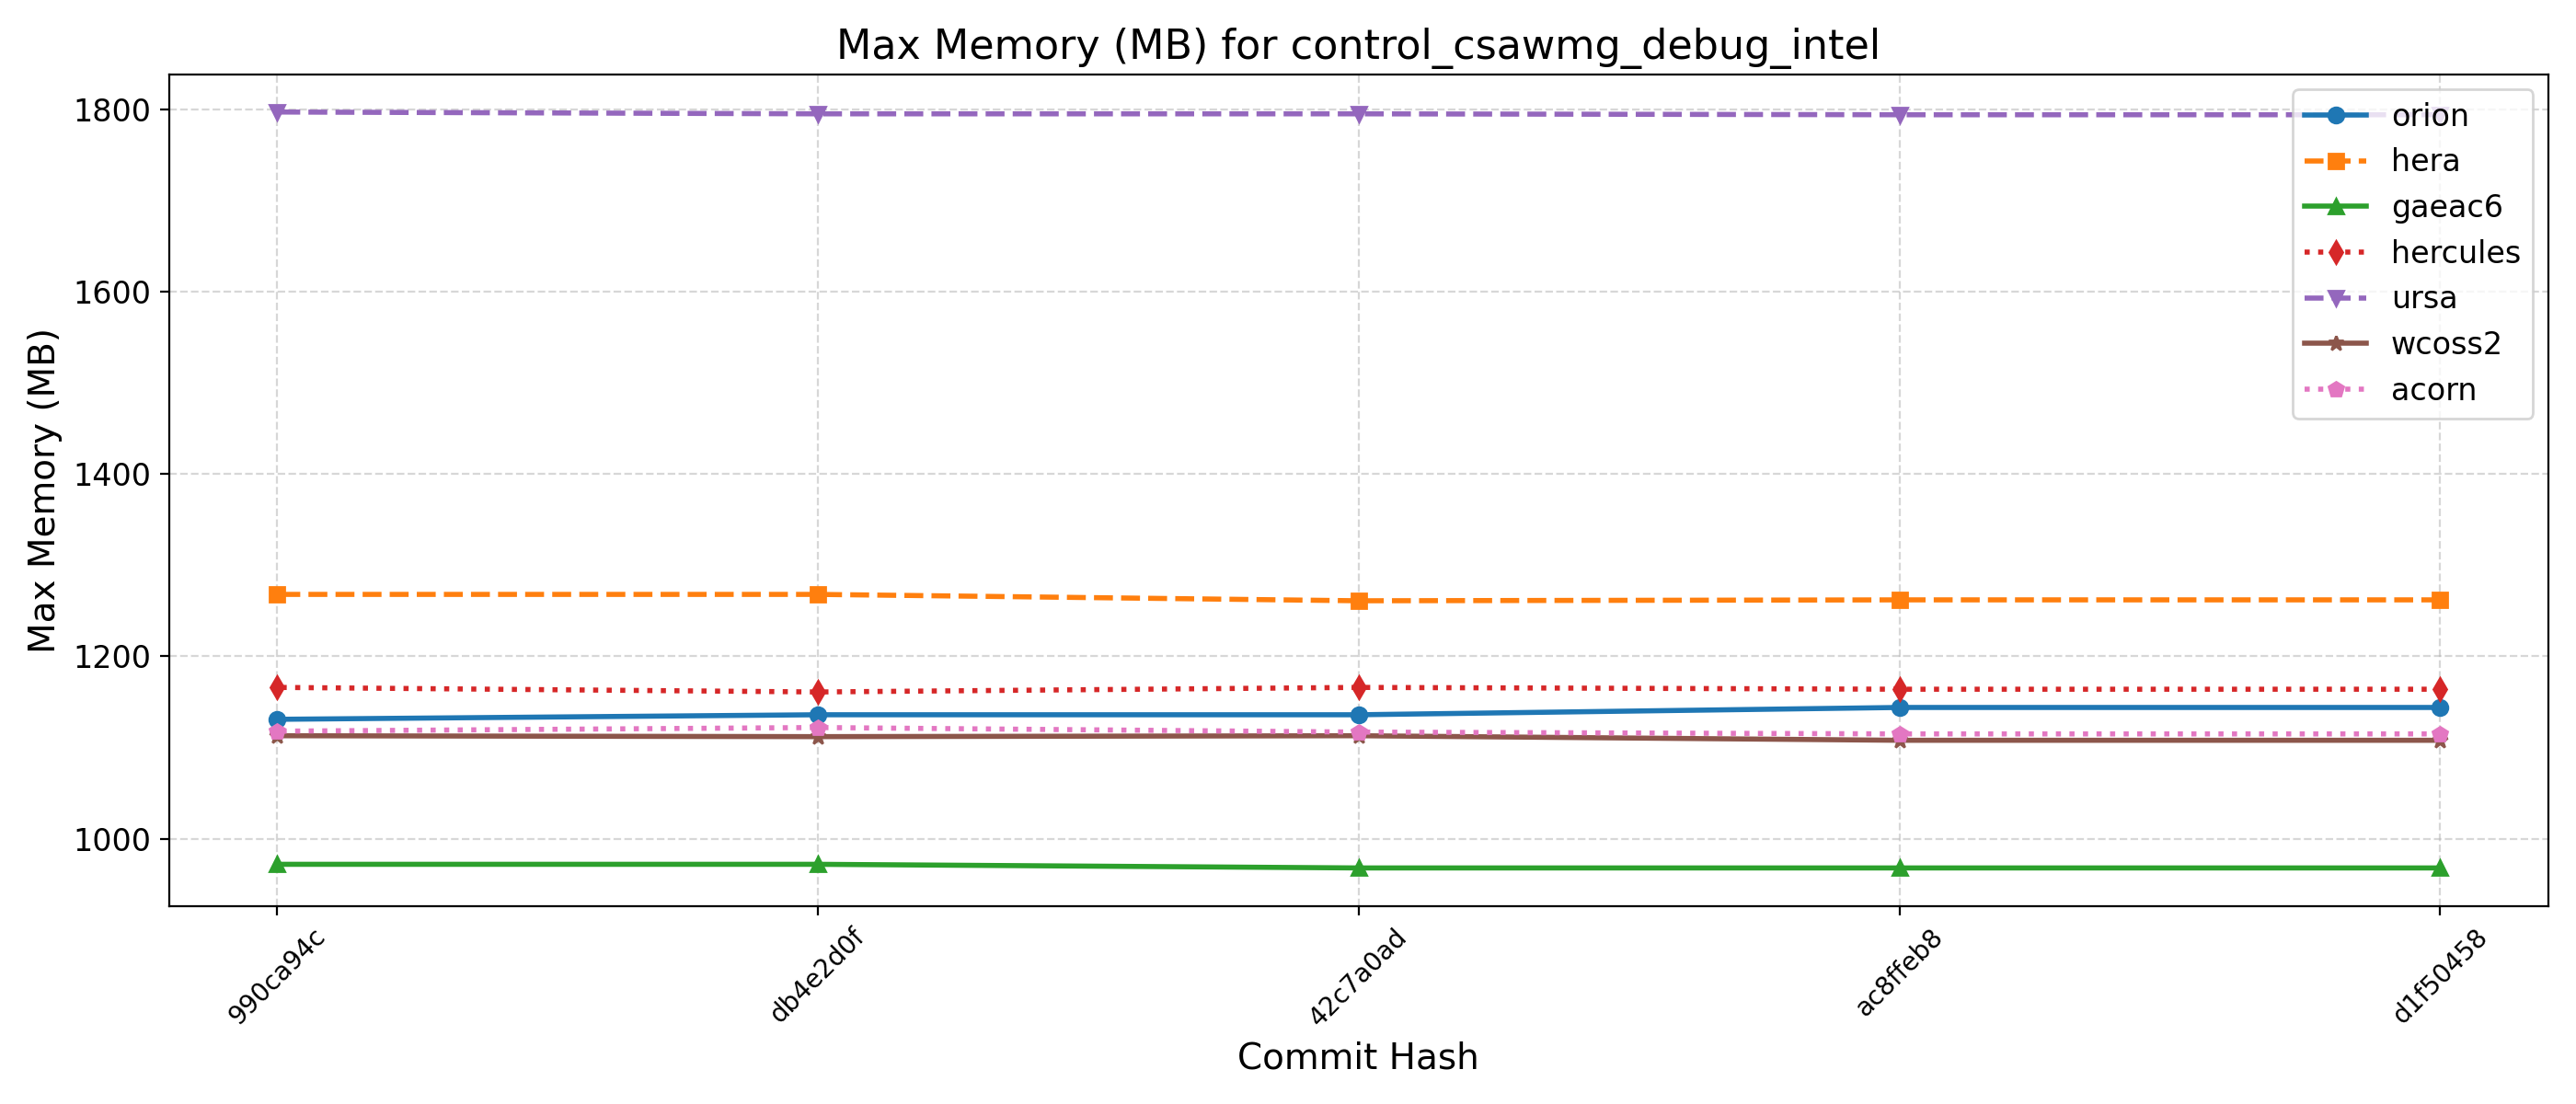 Max Memory (MB) for control_csawmg_debug_intel
Max Memory (MB)
1800
1600
1400
1200
1000
orion
hera
gaeac6
hercules
ursa
wcoss2
acorn
990ca94c
db4e2d0f
42c7a0ad
ac8ffeb8
d1f50458
Commit Hash